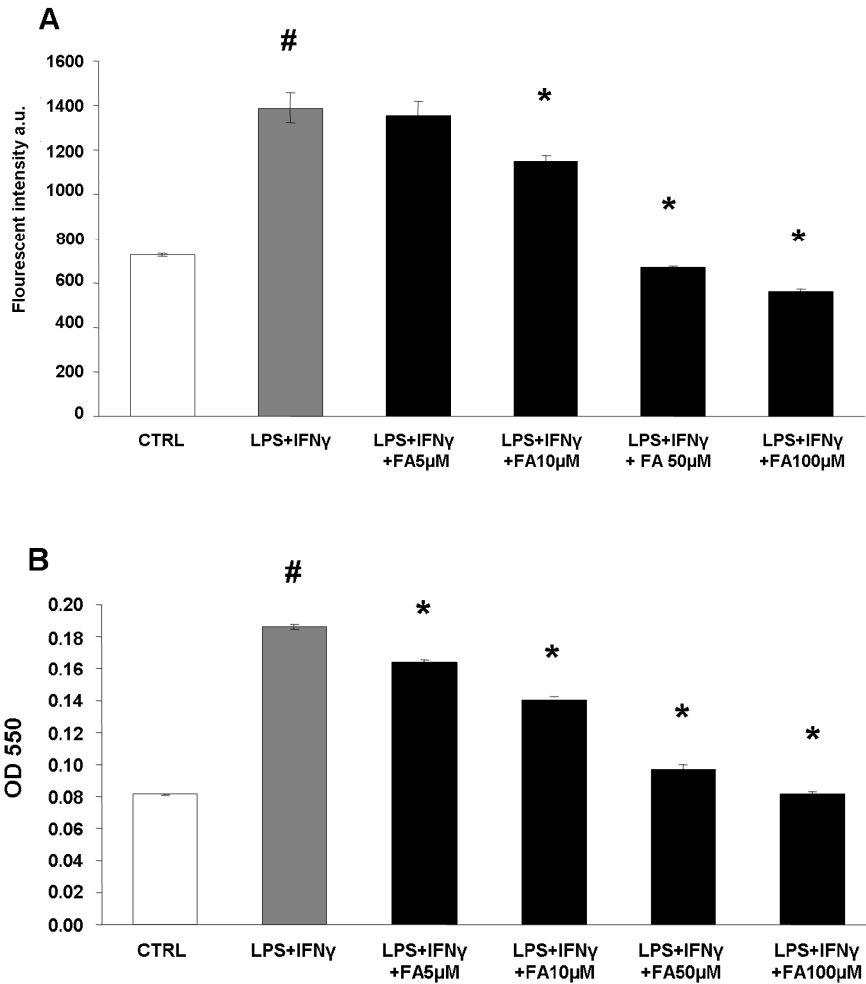 A
#
1600
1400
1200
1000
800
600
400
200
0
Flourescent intensity a.u.
*
*
*
CTRL
LPS+IFNγ
LPS+IFNγ
+FA5μM
LPS+IFNγ
+FA10μM
LPS+IFNγ
+ FA 50μM
LPS+IFNγ
+FA100μM
B
#
0.20
0.18
0.16
0.14
0.12
0.10
0.08
0.06
0.04
0.02
0.00
OD 550
*
*
*
*
CTRL
LPS+IFNγ
LPS+IFNγ
+FA5μM
LPS+IFNγ
+FA10μM
LPS+IFNγ
+FA50μM
LPS+IFNγ
+FA100μM